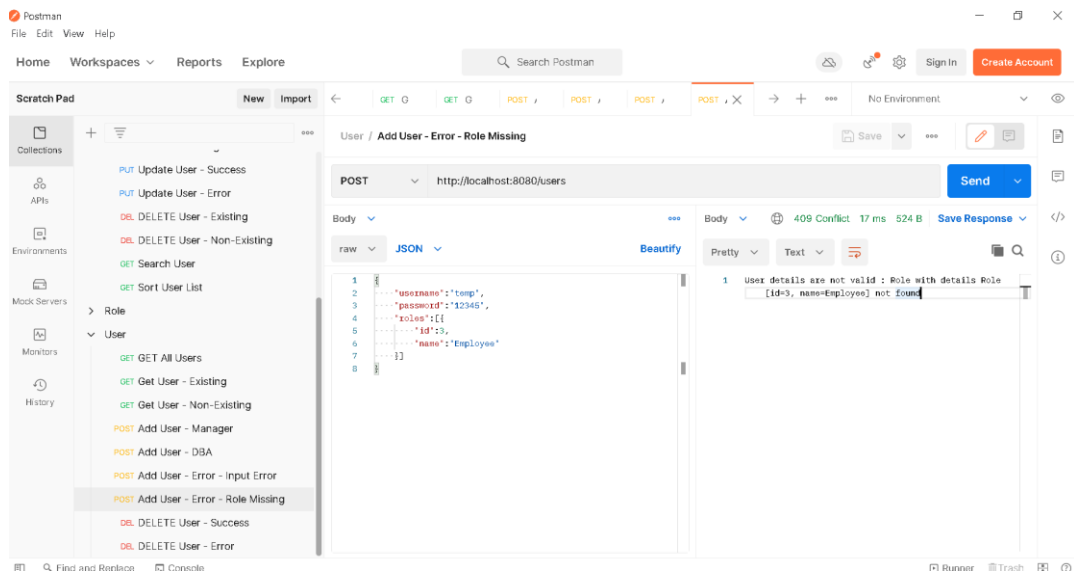 Postman
File Edit View Help
Home Workspaces Reports Explore
Search Postman
Sign In
Create Account
Scratch Pad
New Import
GET G
GET G
POST
POST
POST
POST
No Environment
Collections
APIs
Environments
Mock Servers
Monitors
History
PUT Update User - Success
PUT Update User - Error
DEL DELETE User - Existing
DEL DELETE User - Non-Existing
GET Search User
GET Sort User List
Role
User
GET GET All Users
GET Get User - Existing
GET Get User - Non-Existing
POST Add User - Manager
POST Add User - DBA
POST Add User - Error - Input Error
POST Add User - Error - Role Missing
DEL DELETE User - Success
DEL DELETE User - Error
User / Add User - Error - Role Missing
Save
POST http://localhost:8080/users
Send
Body
raw JSON Beautify
1 {
2 "username":"temp",
3 "password":"12345",
4 "roles":[{
5 "id":3,
6 "name":"Employee"
7 }]
8 }
Body 409 Conflict 17 ms 524 B Save Response
Pretty Text
1 User details are not valid : Role with details Role
[id=3, name=Employee] not found
Find and Replace Console
Runner Trash